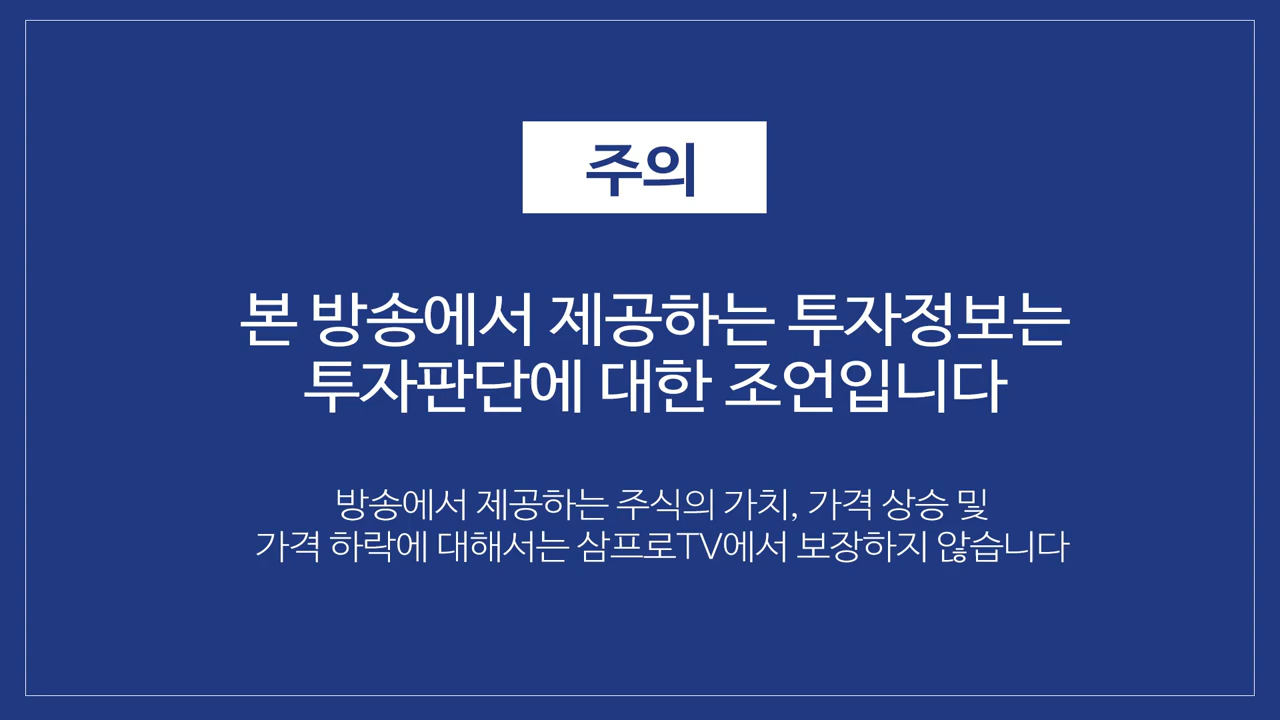 주의
본 방송에서 제공하는 투자정보는
투자판단에 대한 조언입니다
방송에서 제공하는 주식의 가치, 가격 상승 및
가격 하락에 대해서는 삼프로TV에서 보장하지 않습니다